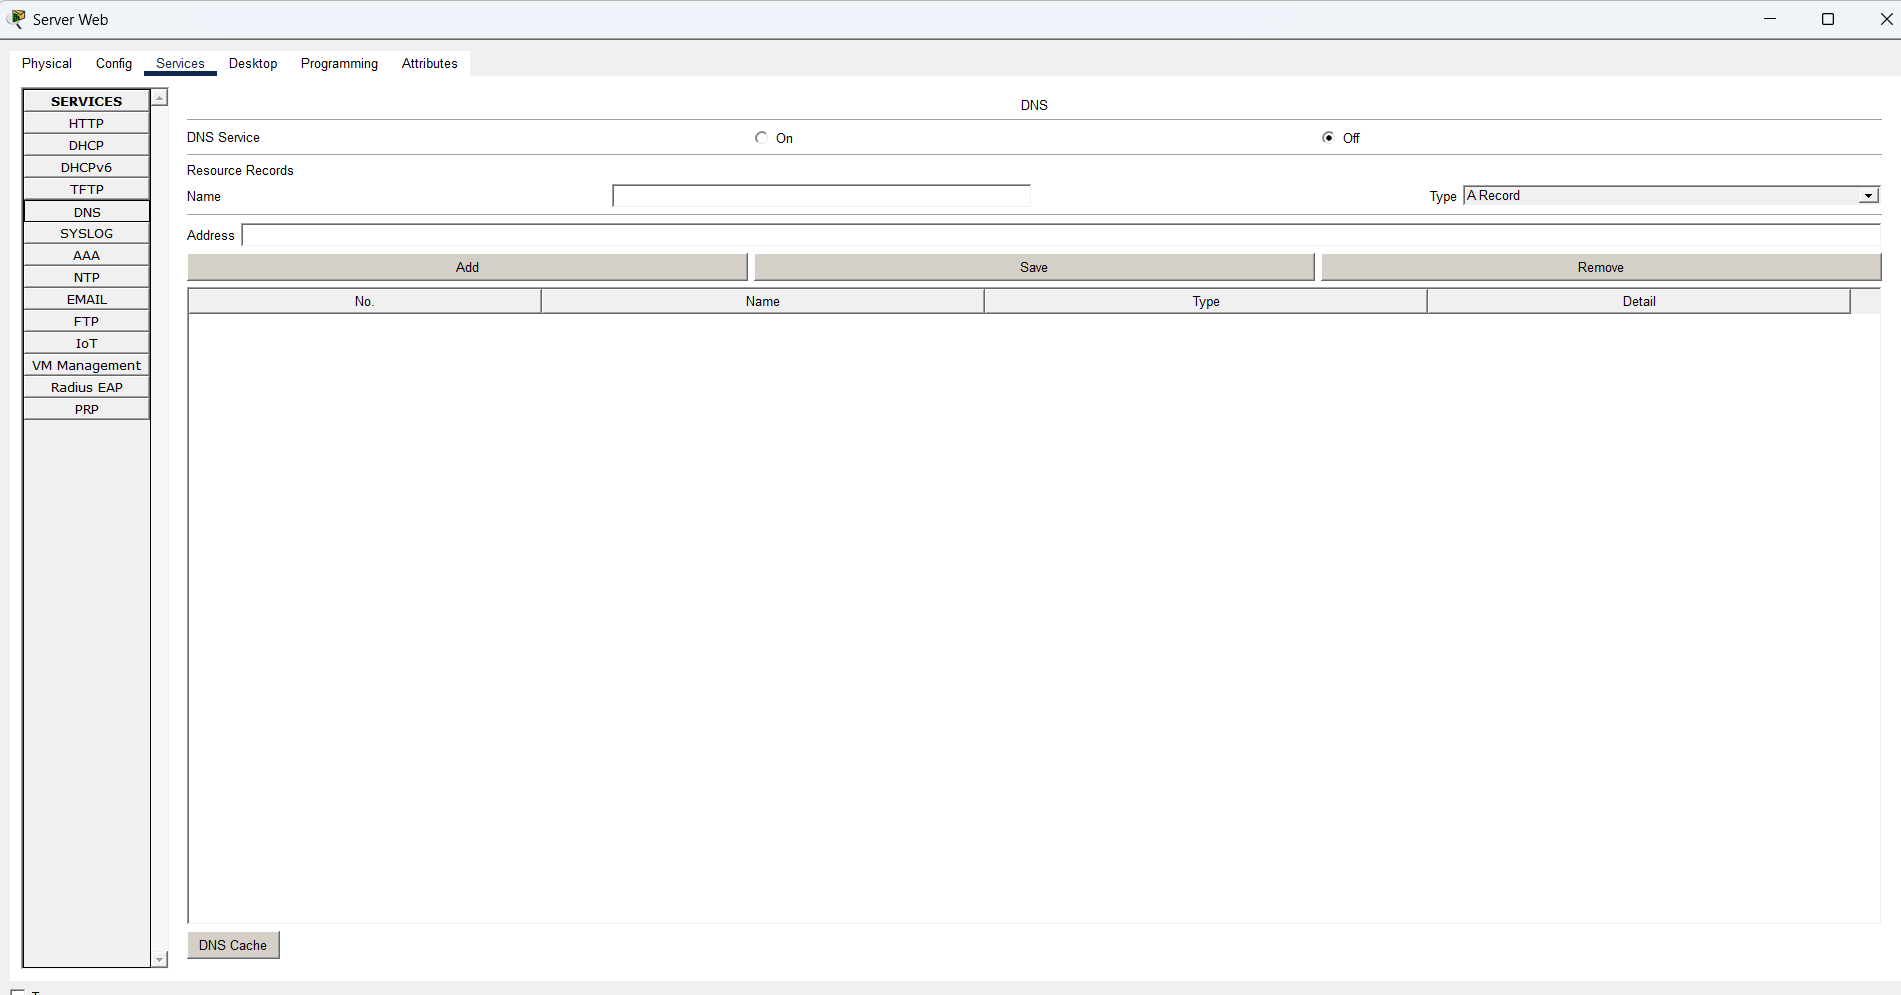 Server Web
Physical Config Services Desktop Programming Attributes
SERVICES
HTTP
DHCP
DHCPv6
TFTP
DNS
SYSLOG
AAA
NTP
EMAIL
FTP
IoT
VM Management
Radius EAP
PRP
DNS
DNS Service On Off
Resource Records
Name Type A Record
Address
Add Save Remove
No. Name Type Detail
DNS Cache